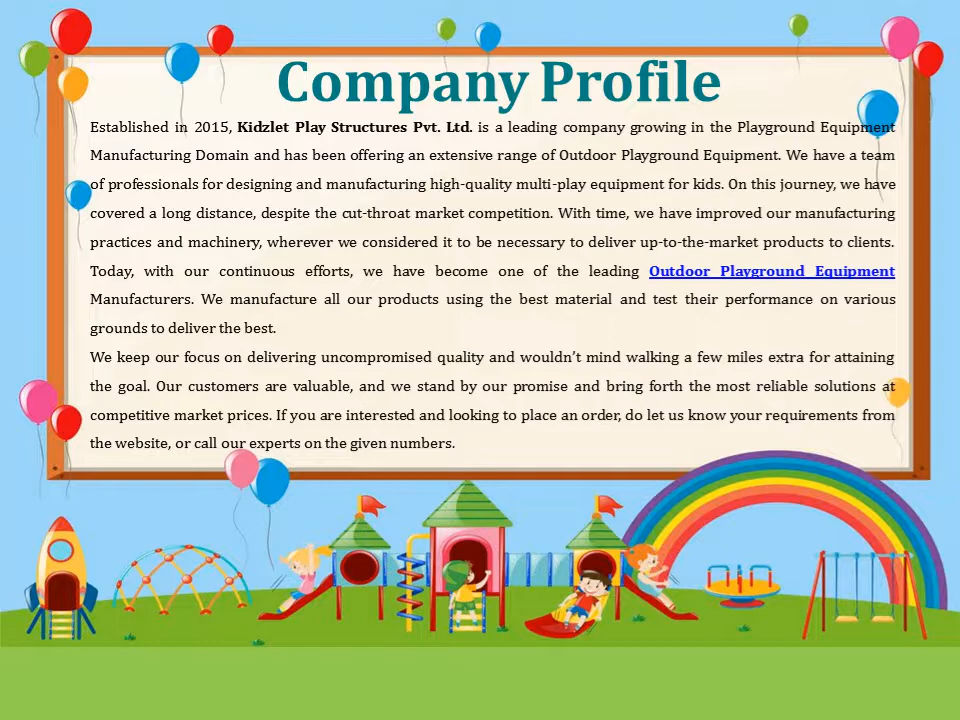 Company Profile
Established in 2015, Kidzlet Play Structures Pvt. Ltd. is a leading company growing in the Playground Equipment
Manufacturing Domain and has been offering an extensive range of Outdoor Playground Equipment. We have a team
of professionals for designing and manufacturing high-quality multi-play equipment for kids. On this journey, we have
covered a long distance, despite the cut-throat market competition. With time, we have improved our manufacturing
practices and machinery, wherever we considered it to be necessary to deliver up-to-the-market products to clients.
Today, with our continuous efforts, we have become one of the leading Outdoor Playground Equipment
Manufacturers. We manufacture all our products using the best material and test their performance on various
grounds to deliver the best.
We keep our focus on delivering uncompromised quality and wouldn’t mind walking a few miles extra for attaining
the goal. Our customers are valuable, and we stand by our promise and bring forth the most reliable solutions at
competitive market prices. If you are interested and looking to place an order, do let us know your requirements from
the website, or call our experts on the given numbers.